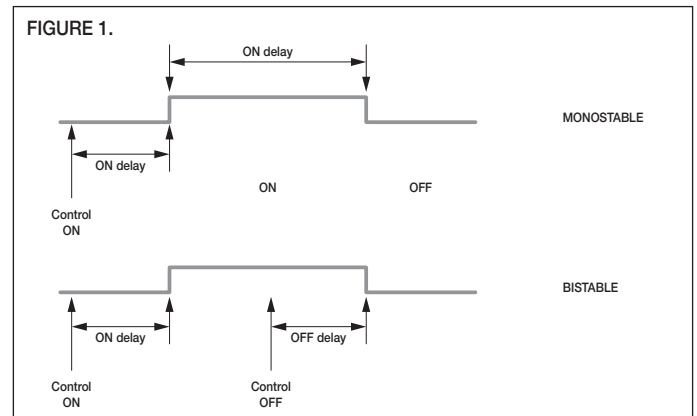 FIGURE 1.
ON delay
MONOSTABLE
ON delay
ON
OFF
Control
ON
BISTABLE
ON delay
OFF delay
Control
ON
Control
OFF